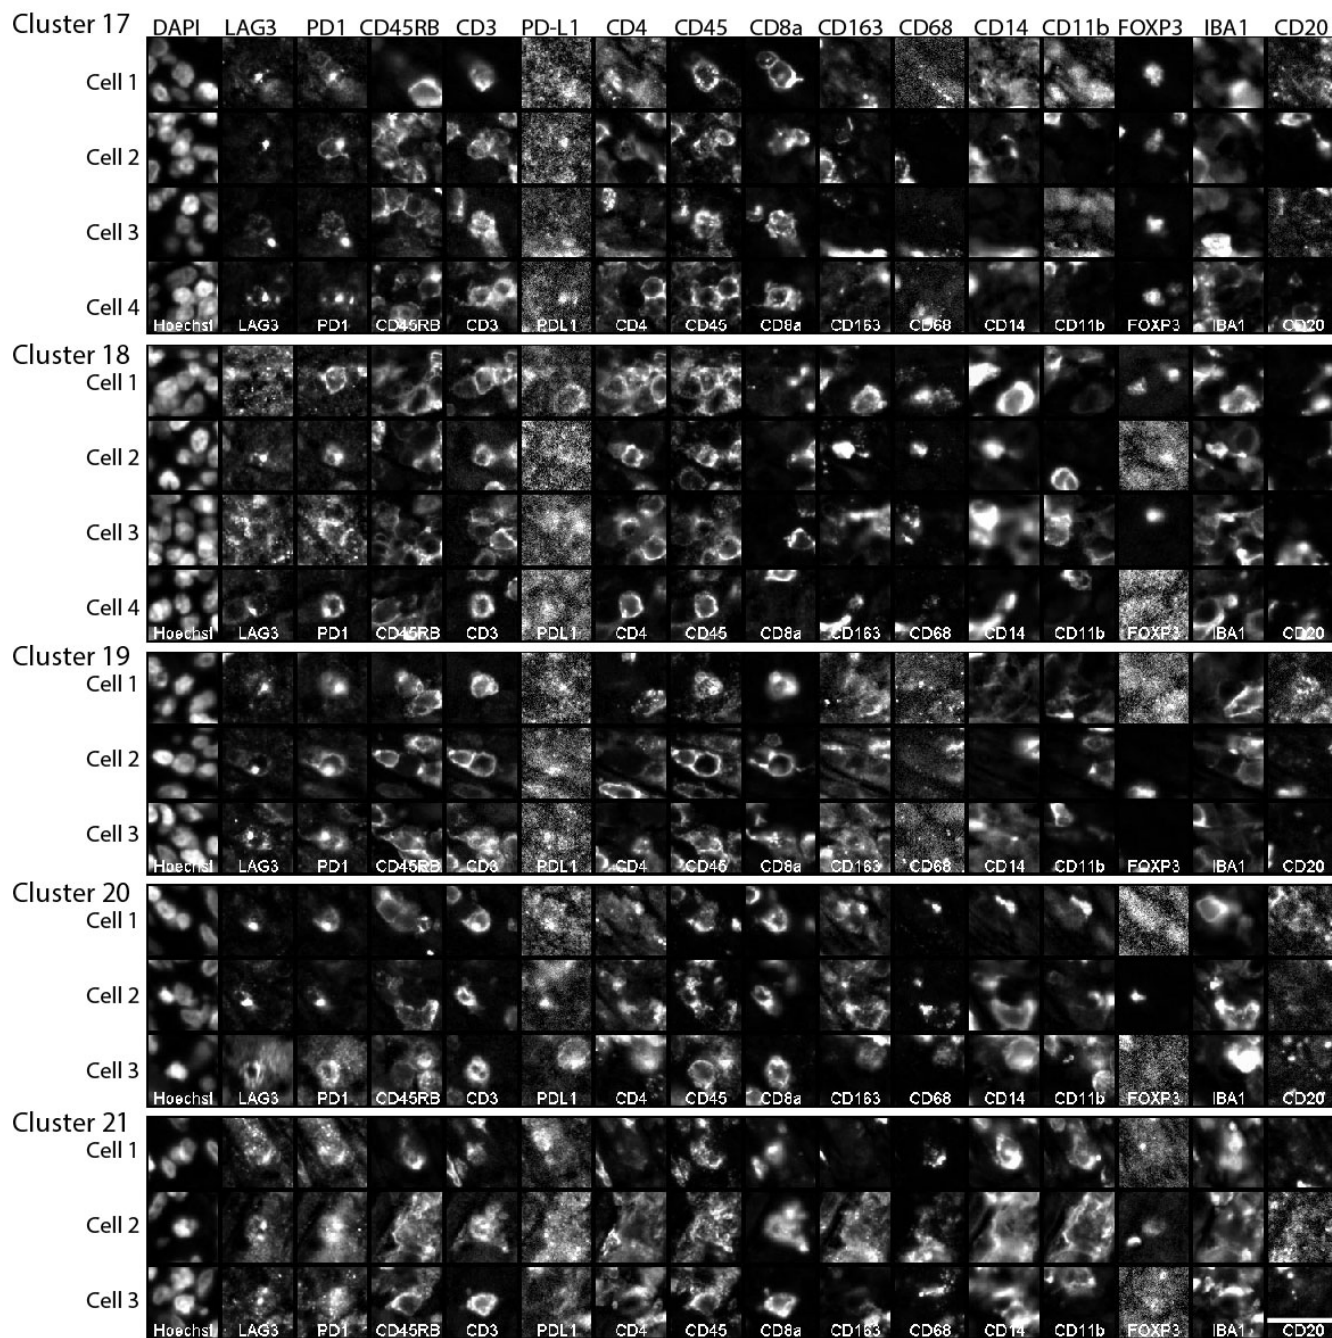 Cluster 17 DAPI LAG3 PD1 CD45RB CD3 PD-L1 CD4 CD45 CD8a CD163 CD68 CD14 CD11b FOXP3 IBA1 CD20
Cell 1
Cell 2
Cell 3
Cell 4
Hoechst LAG3 PD1 CD45RB CD3 PDL1 CD4 CD45 CD8a CD163 CD68 CD14 CD11b FOXP3 IBA1 CD20
Cluster 18
Cell 1
Cell 2
Cell 3
Cell 4
Hoechst LAG3 PD1 CD45RB CD3 PDL1 CD4 CD45 CD8a CD163 CD68 CD14 CD11b FOXP3 IBA1 CD20
Cluster 19
Cell 1
Cell 2
Cell 3
Hoechst LAG3 PD1 CD45RB CD3 PDL1 CD4 CD45 CD8a CD163 CD68 CD14 CD11b FOXP3 IBA1 CD20
Cluster 20
Cell 1
Cell 2
Cell 3
Hoechst LAG3 PD1 CD45RB CD3 PDL1 CD4 CD45 CD8a CD163 CD68 CD14 CD11b FOXP3 IBA1 CD20
Cluster 21
Cell 1
Cell 2
Cell 3
Hoechst LAG3 PD1 CD45RB CD3 PDL1 CD4 CD45 CD8a CD163 CD68 CD14 CD11b FOXP3 IBA1 CD20